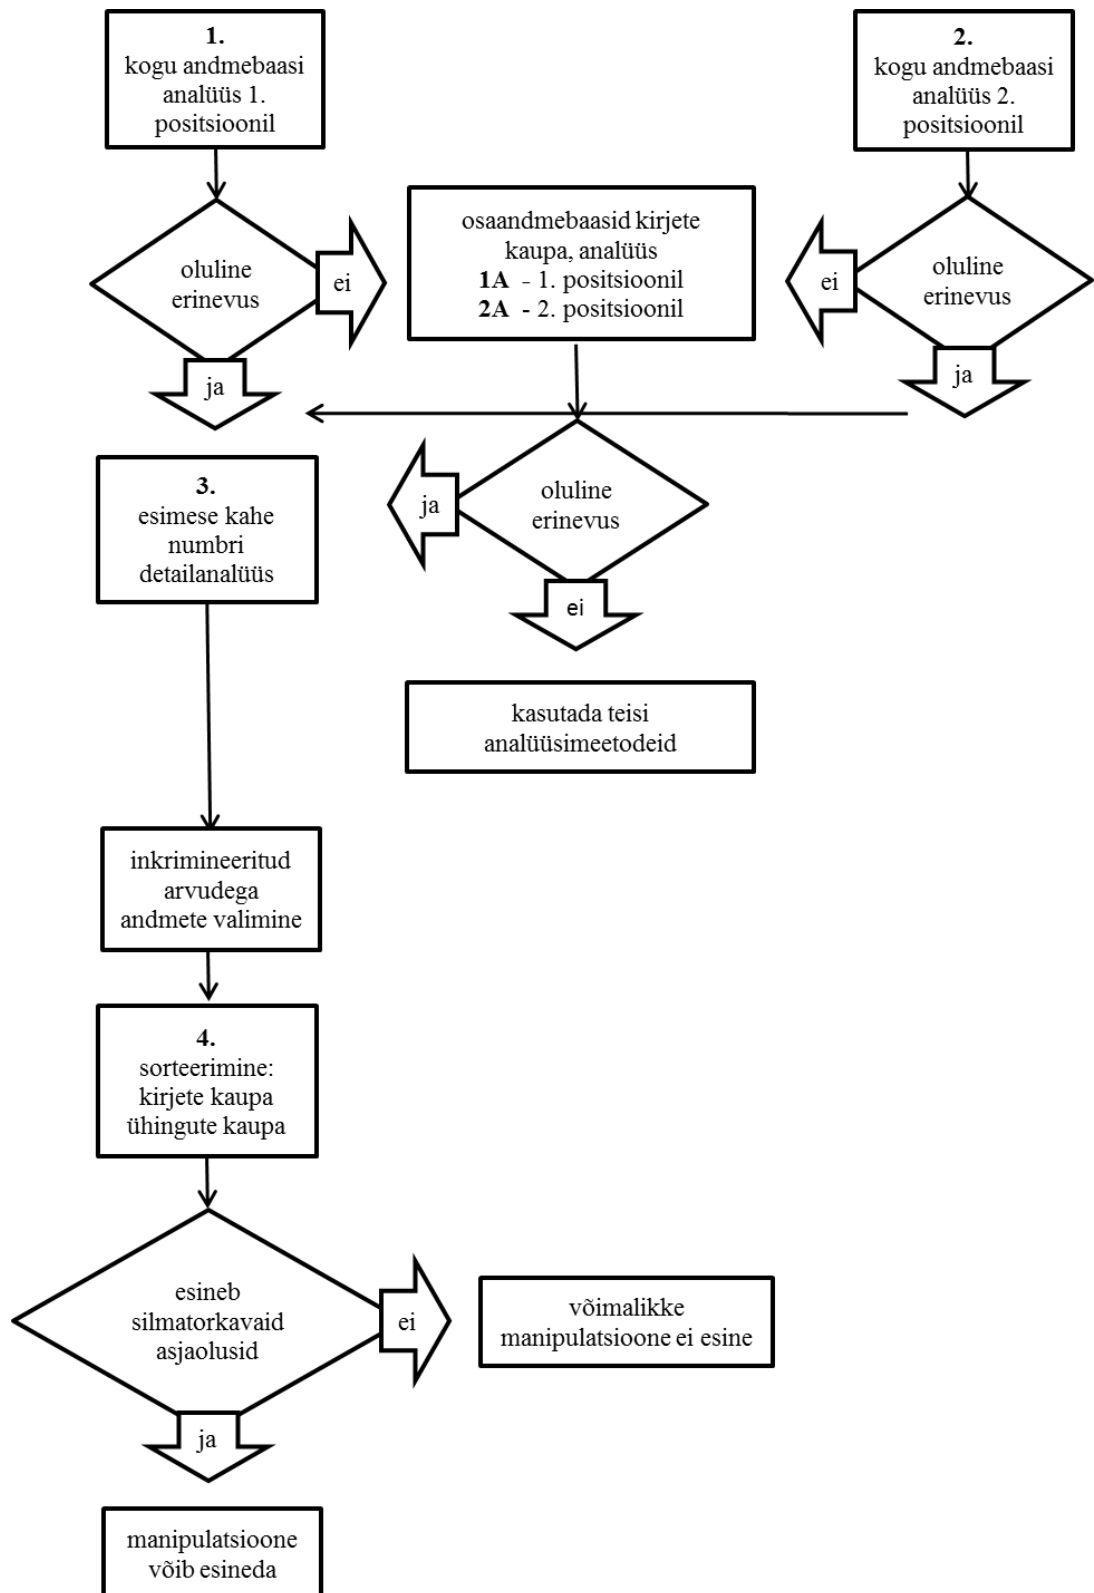 1.
kogu andmebaasi
analüüs 1.
positsioonil
2.
kogu andmebaasi
analüüs 2.
positsioonil
oluline
erinevus
ei
osaandmebaasid kirjete
kaupa, analüüs
1A - 1. positsioonil
2A - 2. positsioonil
ei
oluline
erinevus
ja
ja
3.
esimese kahe
numbri
detailanalüüs
ja
oluline
erinevus
ei
kasutada teisi
analüüsimeetodeid
inkrimineeritud
arvudega
andmete valimine
4.
sorteerimine:
kirjete kaupa
ühingute kaupa
esineb
silmatorkavaid
asjaolusid
ei
võimalikke
manipulatsioone ei esine
ja
manipulatsioone
võib esineda